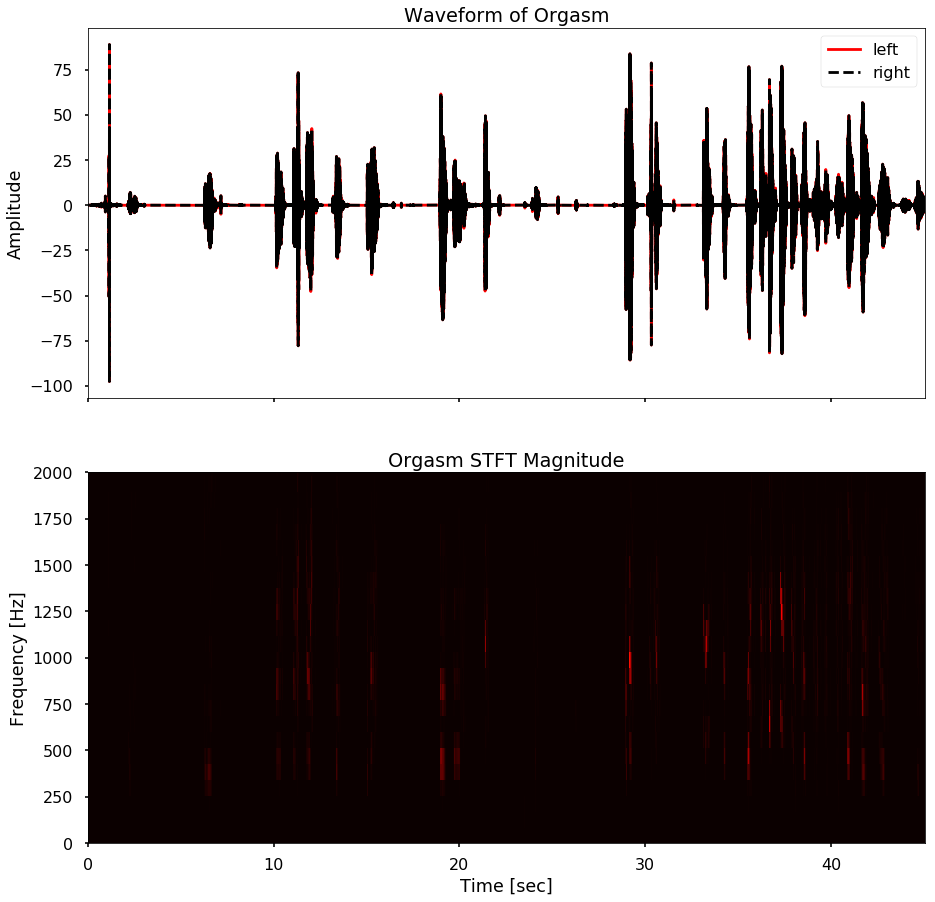 Waveform of Orgasm
left
right
Amplitude
75
50
25
0
−25
−50
−75
−100
Orgasm STFT Magnitude
Frequency [Hz]
2000
1750
1500
1250
1000
750
500
250
0
0 10 20 30 40
Time [sec]